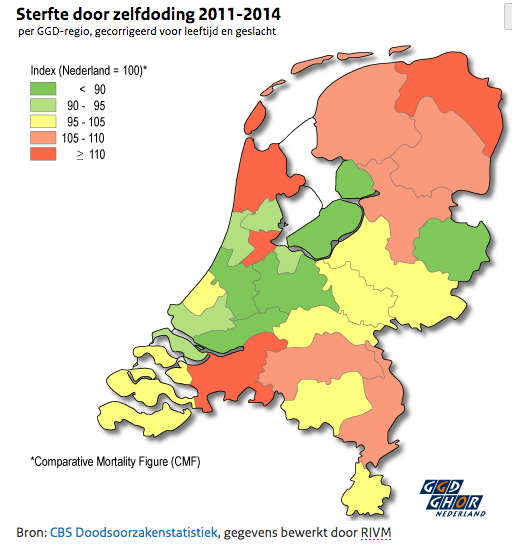 Sterfte door zelfdoding 2011-2014
per GGD-regio, gecorrigeerd voor leeftijd en geslacht
Index (Nederland = 100)*
< 90
90 - 95
95 - 105
105 - 110
≥ 110
*Comparative Mortality Figure (CMF)
GGD
GHOR
NEDERLAND
Bron: CBS Doodsoorzakenstatistiek, gegevens bewerkt door RIVM